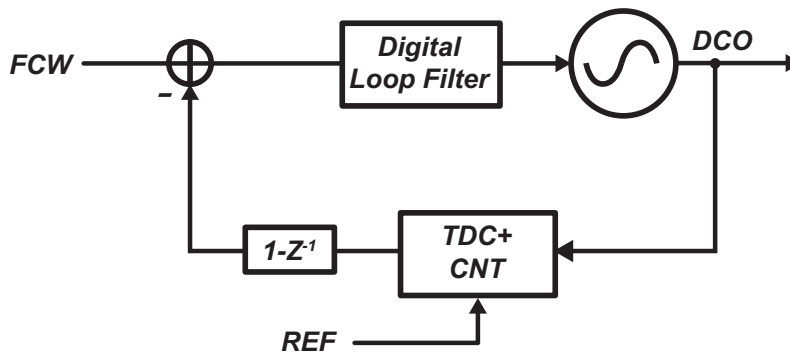 FCW
–
Digital
Loop Filter
DCO
1-Z⁻¹
TDC+
CNT
REF